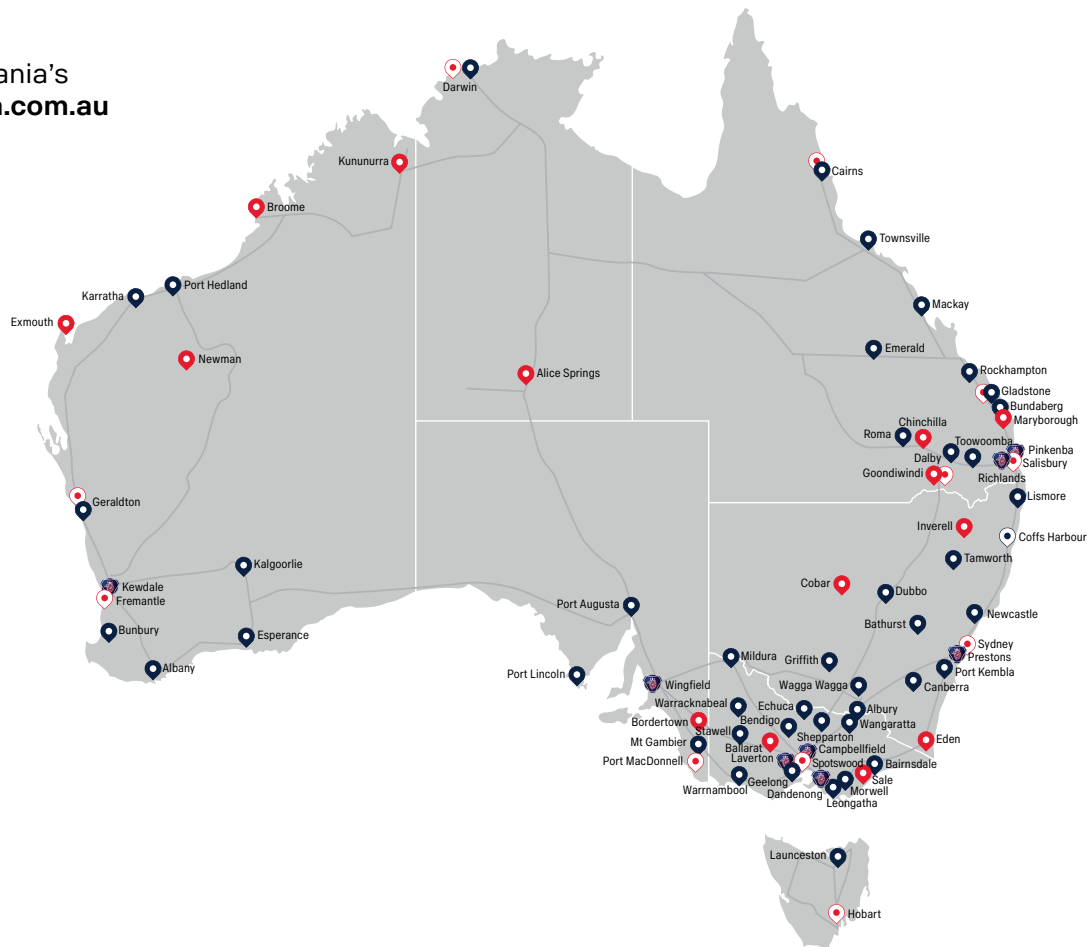 ania's
.com.au
Darwin
Kununurra
Cairns
Broome
Townsville
Port Hedland
Karratha
Mackay
Exmouth
Emerald
Newman
Rockhampton
Alice Springs
Gladstone
Bundaberg
Maryborough
Chinchilla
Roma
Toowoomba
Pinkenba
Dalby
Salisbury
Goondiwindi
Richlands
Geraldton
Lismore
Inverell
Coffs Harbour
Tamworth
Kalgoorlie
Kewdale
Cobar
Dubbo
Fremantle
Port Augusta
Newcastle
Bathurst
Bunbury
Esperance
Sydney
Mildura
Griffith
Prestons
Albany
Port Kembla
Port Lincoln
Wingfield
Wagga Wagga
Canberra
Warracknabeal
Echuca
Albury
Bordertown
Bendigo
Wangaratta
Stawell
Shepparton
Eden
Mt Gambier
Ballarat
Campbellfield
Laverton
Spotswood
Bairnsdale
Port MacDonnell
Geelong
Sale
Warrnambool
Dandenong
Morwell
Leongatha
Launceston
Hobart